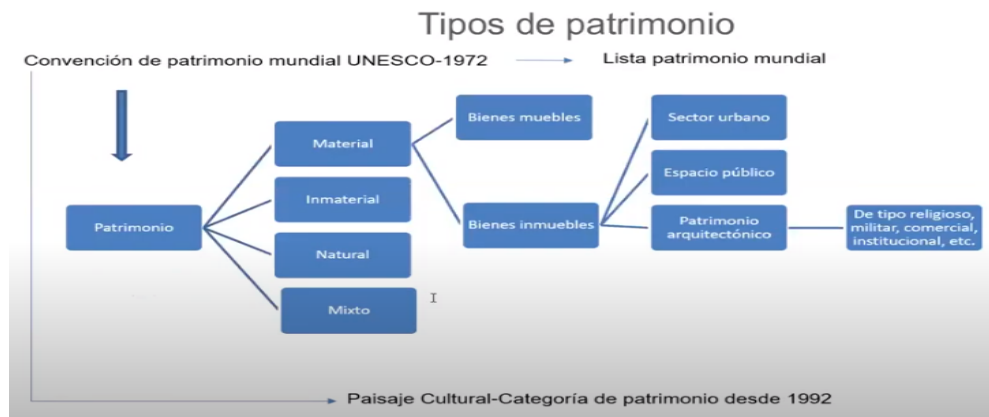 Tipos de patrimonio
Convención de patrimonio mundial UNESCO-1972
Lista patrimonio mundial
Patrimonio
Material
Inmaterial
Natural
Mixto
Bienes muebles
Bienes inmuebles
Sector urbano
Espacio público
Patrimonio
arquitectónico
De tipo religioso,
militar, comercial,
institucional, etc.
Paisaje Cultural-Categoría de patrimonio desde 1992